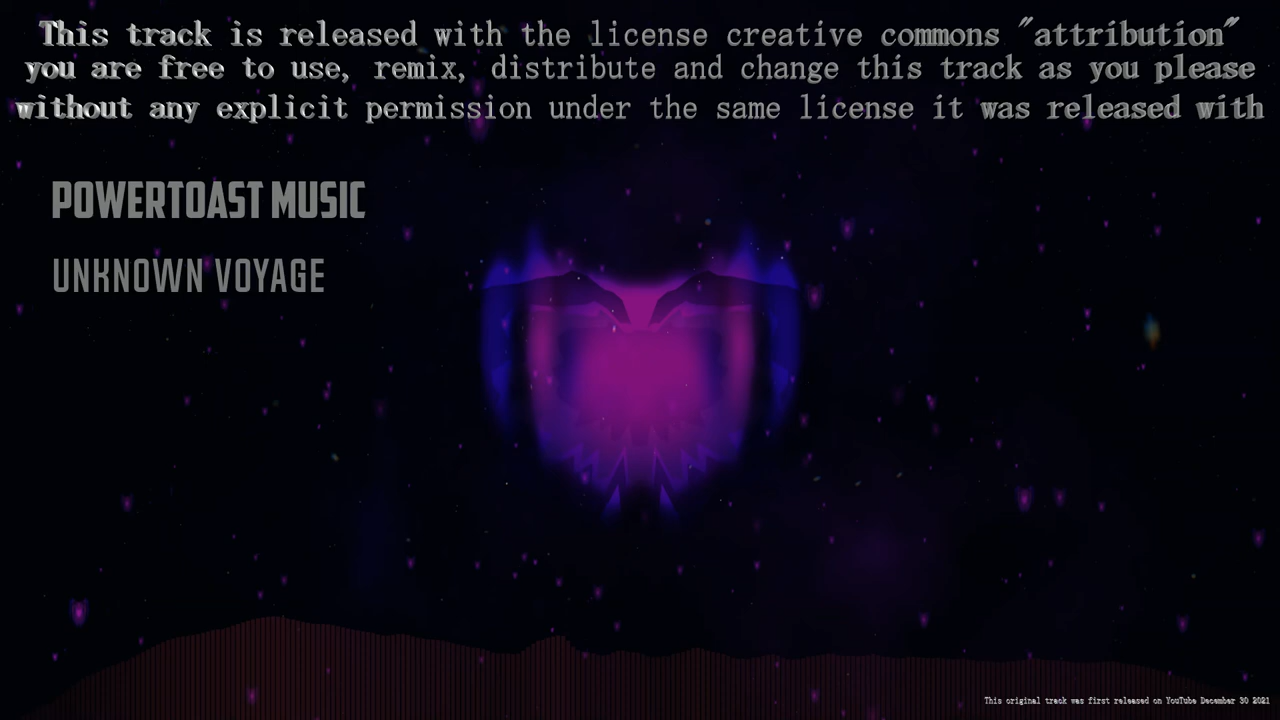 This track is released with the license creative commons "attribution"
you are free to use, remix, distribute and change this track as you please
without any explicit permission under the same license it was released with
POWERTOAST MUSIC
UNKNOWN VOYAGE
This original track was first released on YouTube December 30 2021